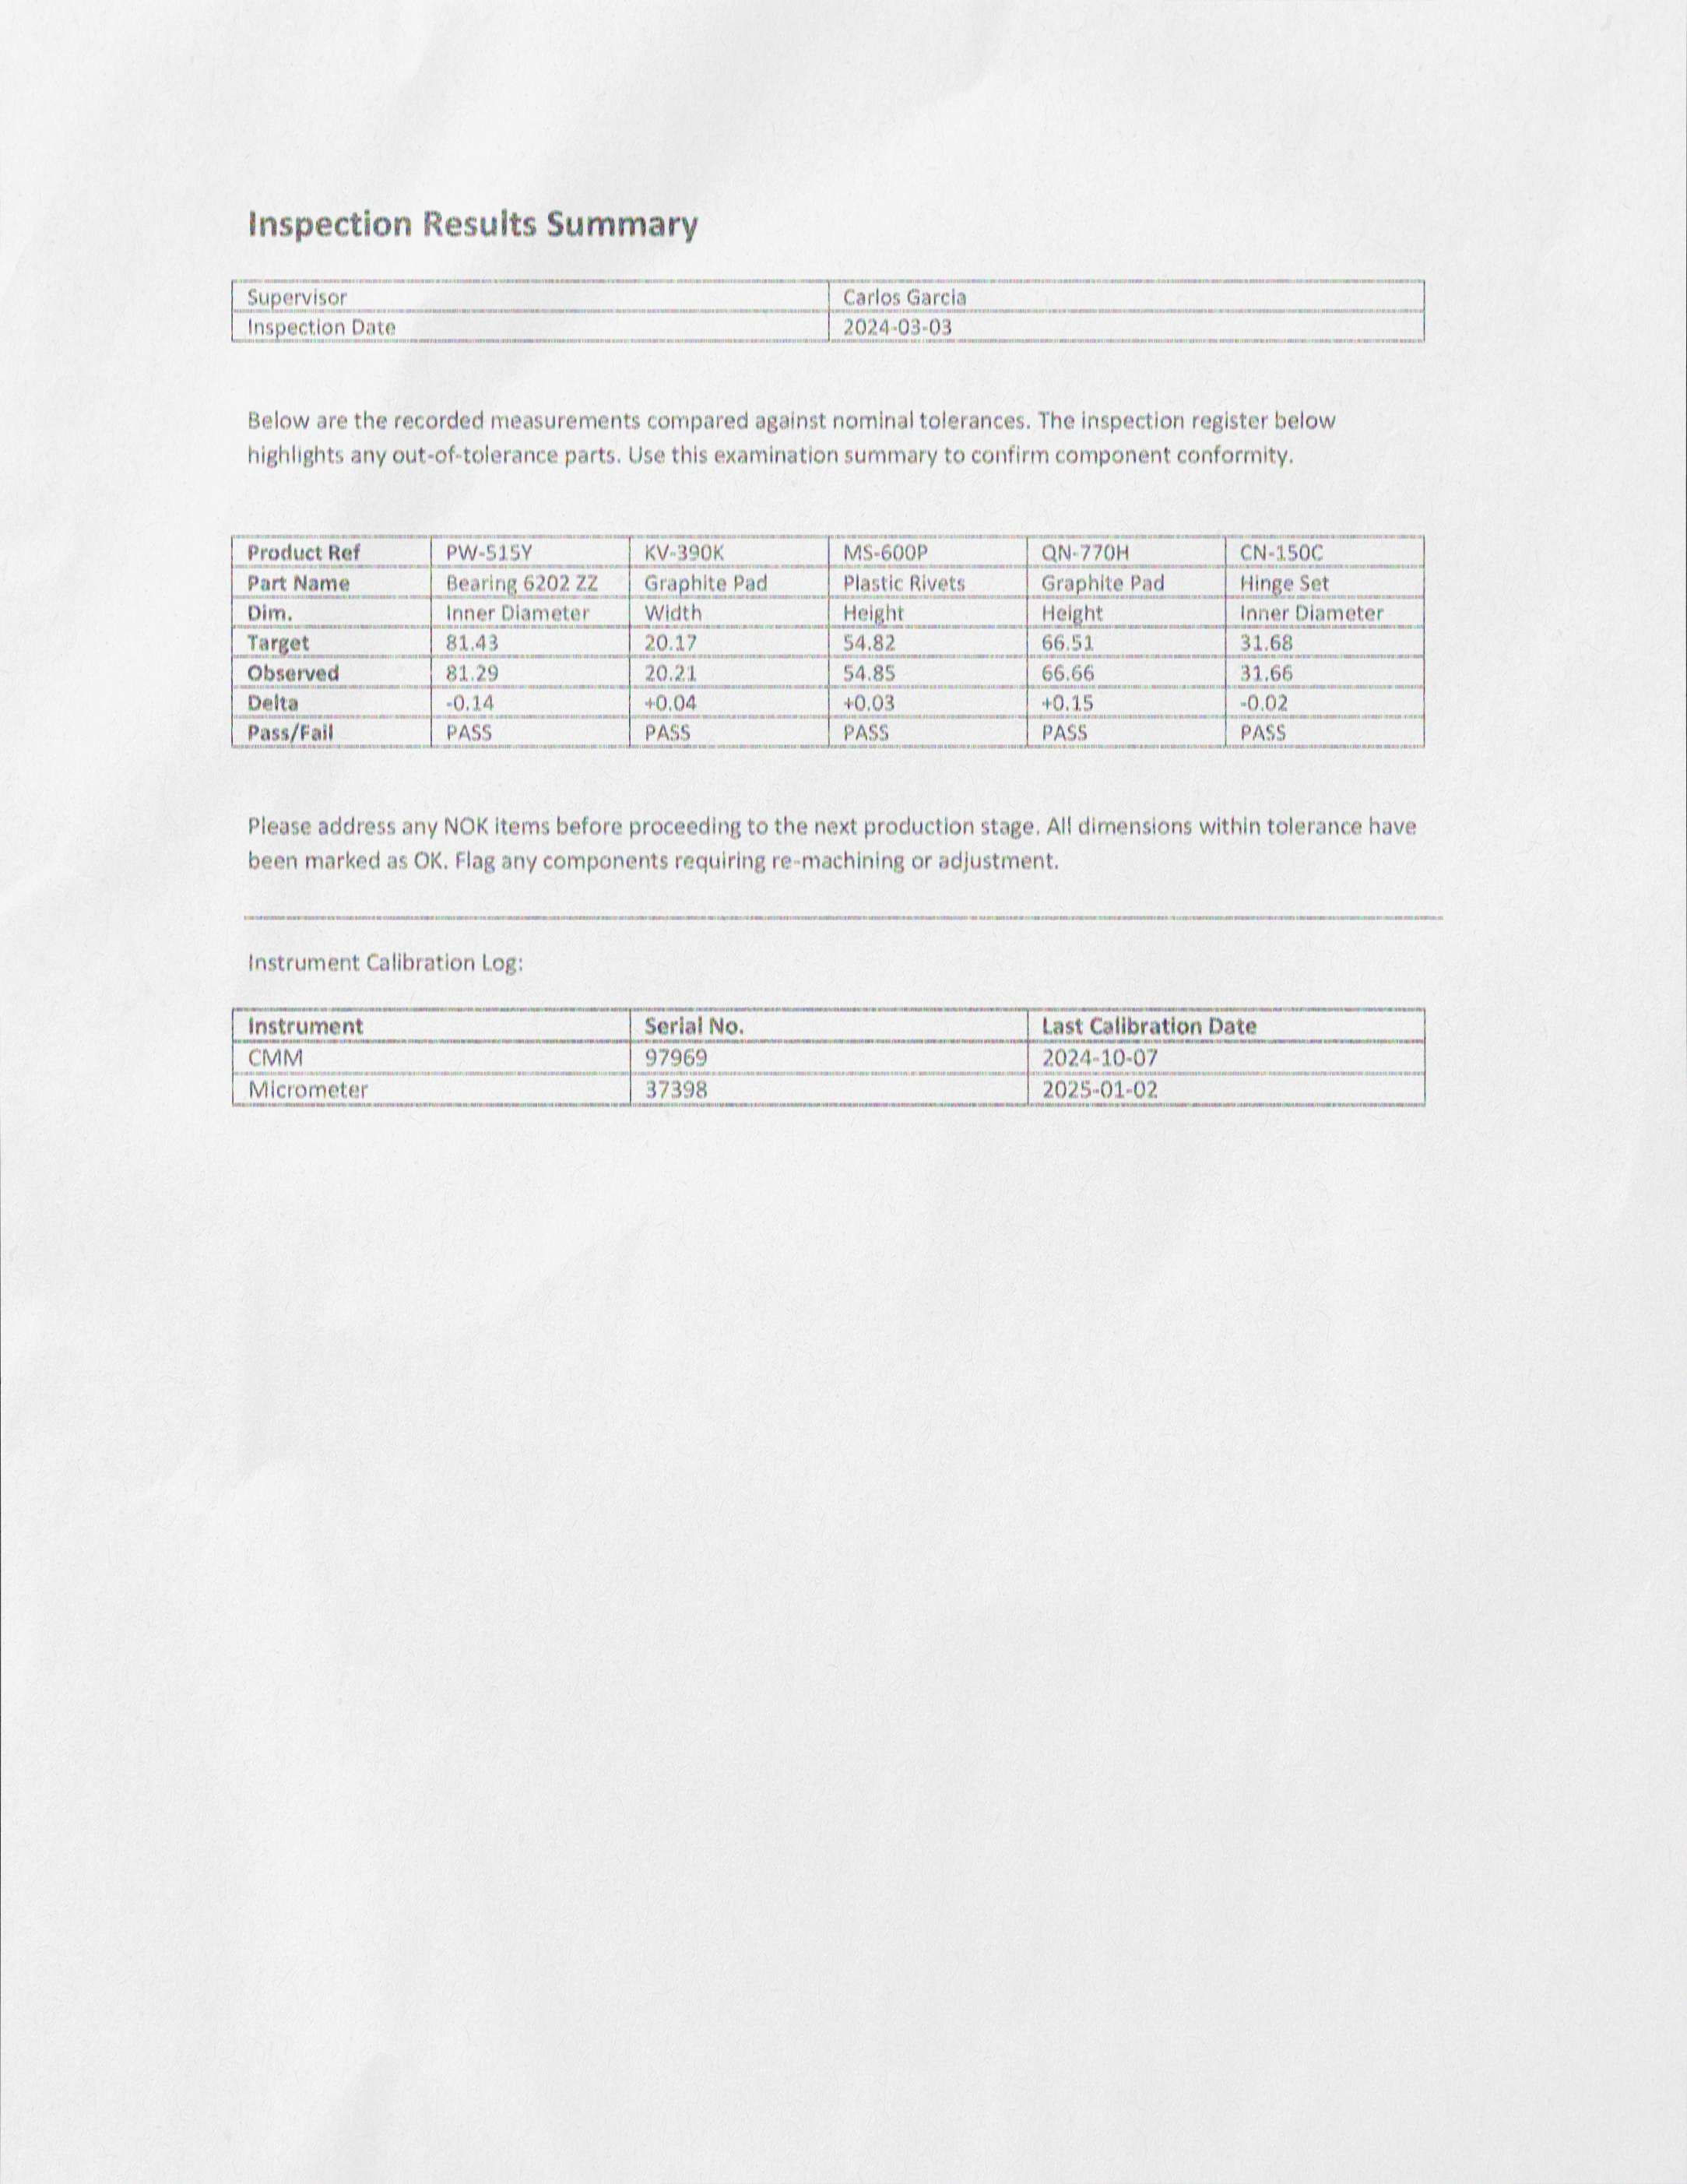 Inspection Results Summary
Supervisor Carlos Garcia
Inspection Date 2024-03-03
Below are the recorded measurements compared against nominal tolerances. The inspection register below
highlights any out-of-tolerance parts. Use this examination summary to confirm component conformity.
Product Ref PW-515Y KV-390K MS-600P QN-770H CN-150C
Part Name Bearing 6202 ZZ Graphite Pad Plastic Rivets Graphite Pad Hinge Set
Dim. Inner Diameter Width Height Height Inner Diameter
Target 81.43 20.17 54.82 66.51 31.68
Observed 81.29 20.21 54.85 66.66 31.66
Delta -0.14 +0.04 +0.03 +0.15 -0.02
Pass/Fail PASS PASS PASS PASS PASS
Please address any NOK items before proceeding to the next production stage. All dimensions within tolerance have
been marked as OK. Flag any components requiring re-machining or adjustment.
Instrument Calibration Log:
Instrument Serial No. Last Calibration Date
CMM 97969 2024-10-07
Micrometer 37398 2025-01-02